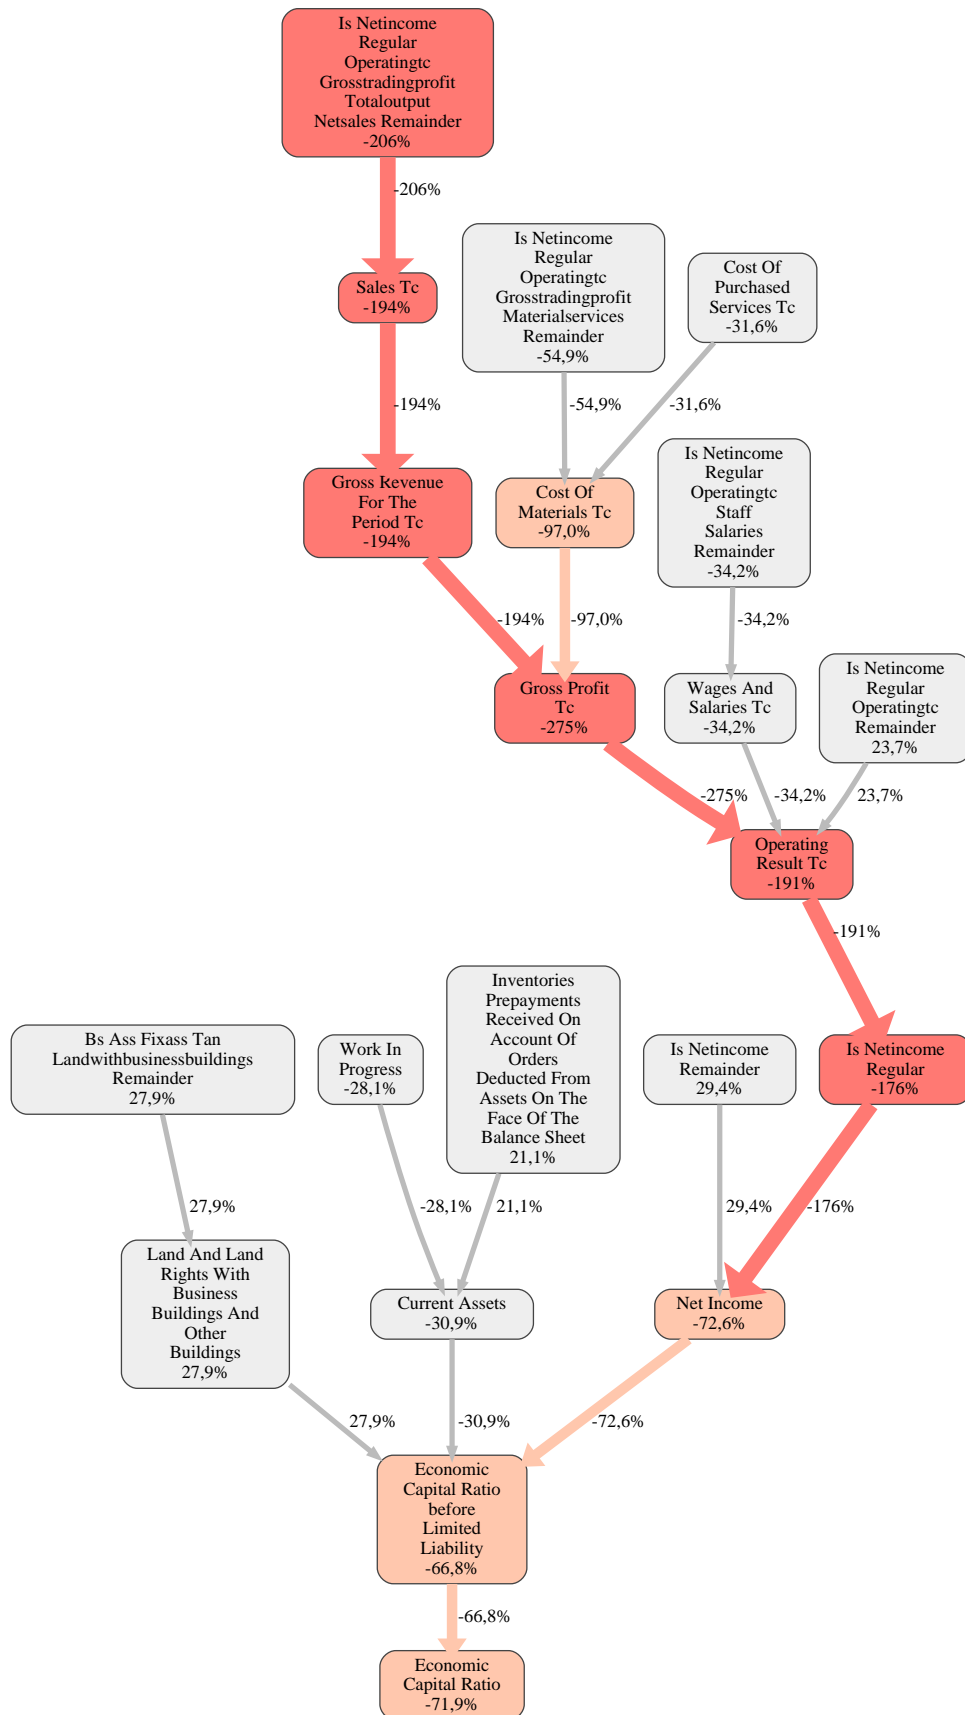 Is Netincome
Regular
Operatingtc
Grosstradingprofit
Totaloutput
Netsales Remainder
-206%
-206%
Is Netincome
Regular
Operatingtc
Grosstradingprofit
Materialservices
Remainder
-54,9%
Cost Of
Purchased
Services Tc
-31,6%
Sales Tc
-194%
-194%
-54,9%
-31,6%
Is Netincome
Regular
Operatingtc
Staff
Salaries
Remainder
-34,2%
Gross Revenue
For The
Period Tc
-194%
Cost Of
Materials Tc
-97,0%
-194%
-97,0%
-34,2%
Is Netincome
Regular
Operatingtc
Remainder
23,7%
Gross Profit
Tc
-275%
Wages And
Salaries Tc
-34,2%
-275%
-34,2%
23,7%
Operating
Result Tc
-191%
-191%
Inventories
Prepayments
Received On
Account Of
Orders
Deducted From
Assets On The
Face Of The
Balance Sheet
21,1%
Bs Ass Fixass Tan
Landwithbusinessbuildings
Remainder
27,9%
Work In
Progress
-28,1%
Is Netincome
Remainder
29,4%
Is Netincome
Regular
-176%
27,9%
-28,1%
21,1%
29,4%
-176%
Land And Land
Rights With
Business
Buildings And
Other
Buildings
27,9%
Current Assets
-30,9%
Net Income
-72,6%
27,9%
-30,9%
-72,6%
Economic
Capital Ratio
before
Limited
Liability
-66,8%
-66,8%
Economic
Capital Ratio
-71,9%